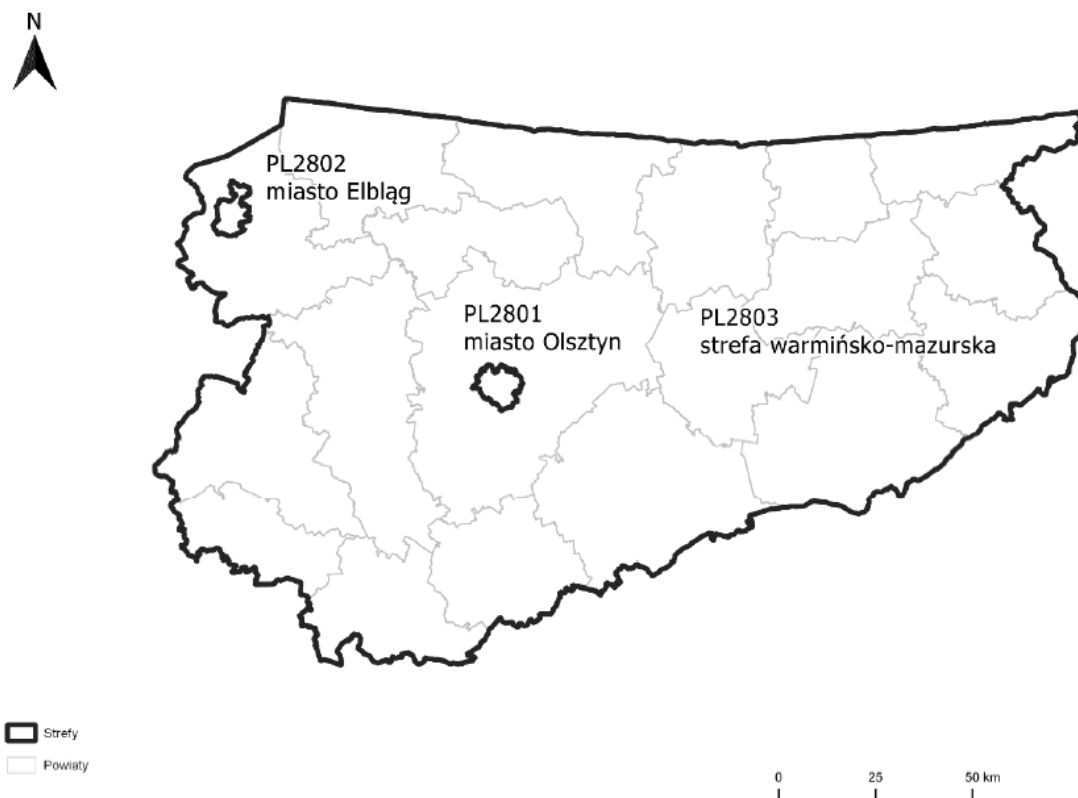 N
PL2802
miasto Elbląg
PL2801
miasto Olsztyn
PL2803
strefa warmińsko-mazurska
Strefy
Powiaty
0 25 50 km